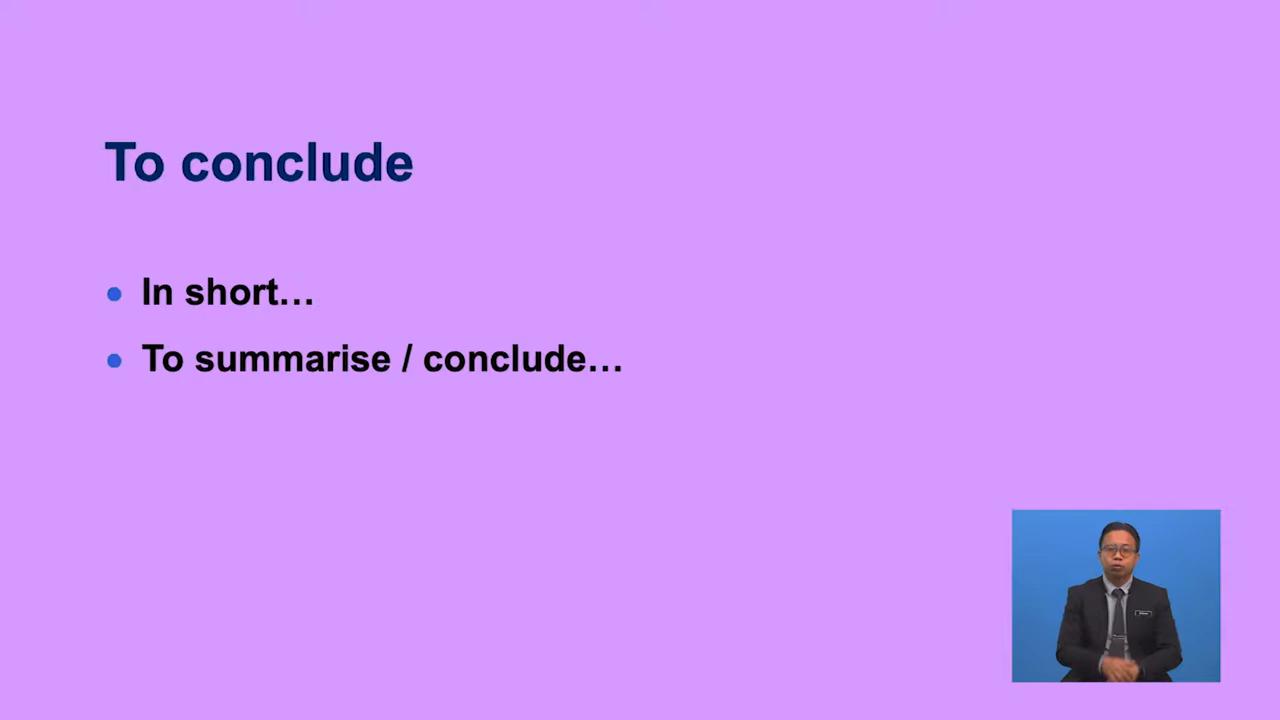 To conclude
● In short…
● To summarise / conclude…